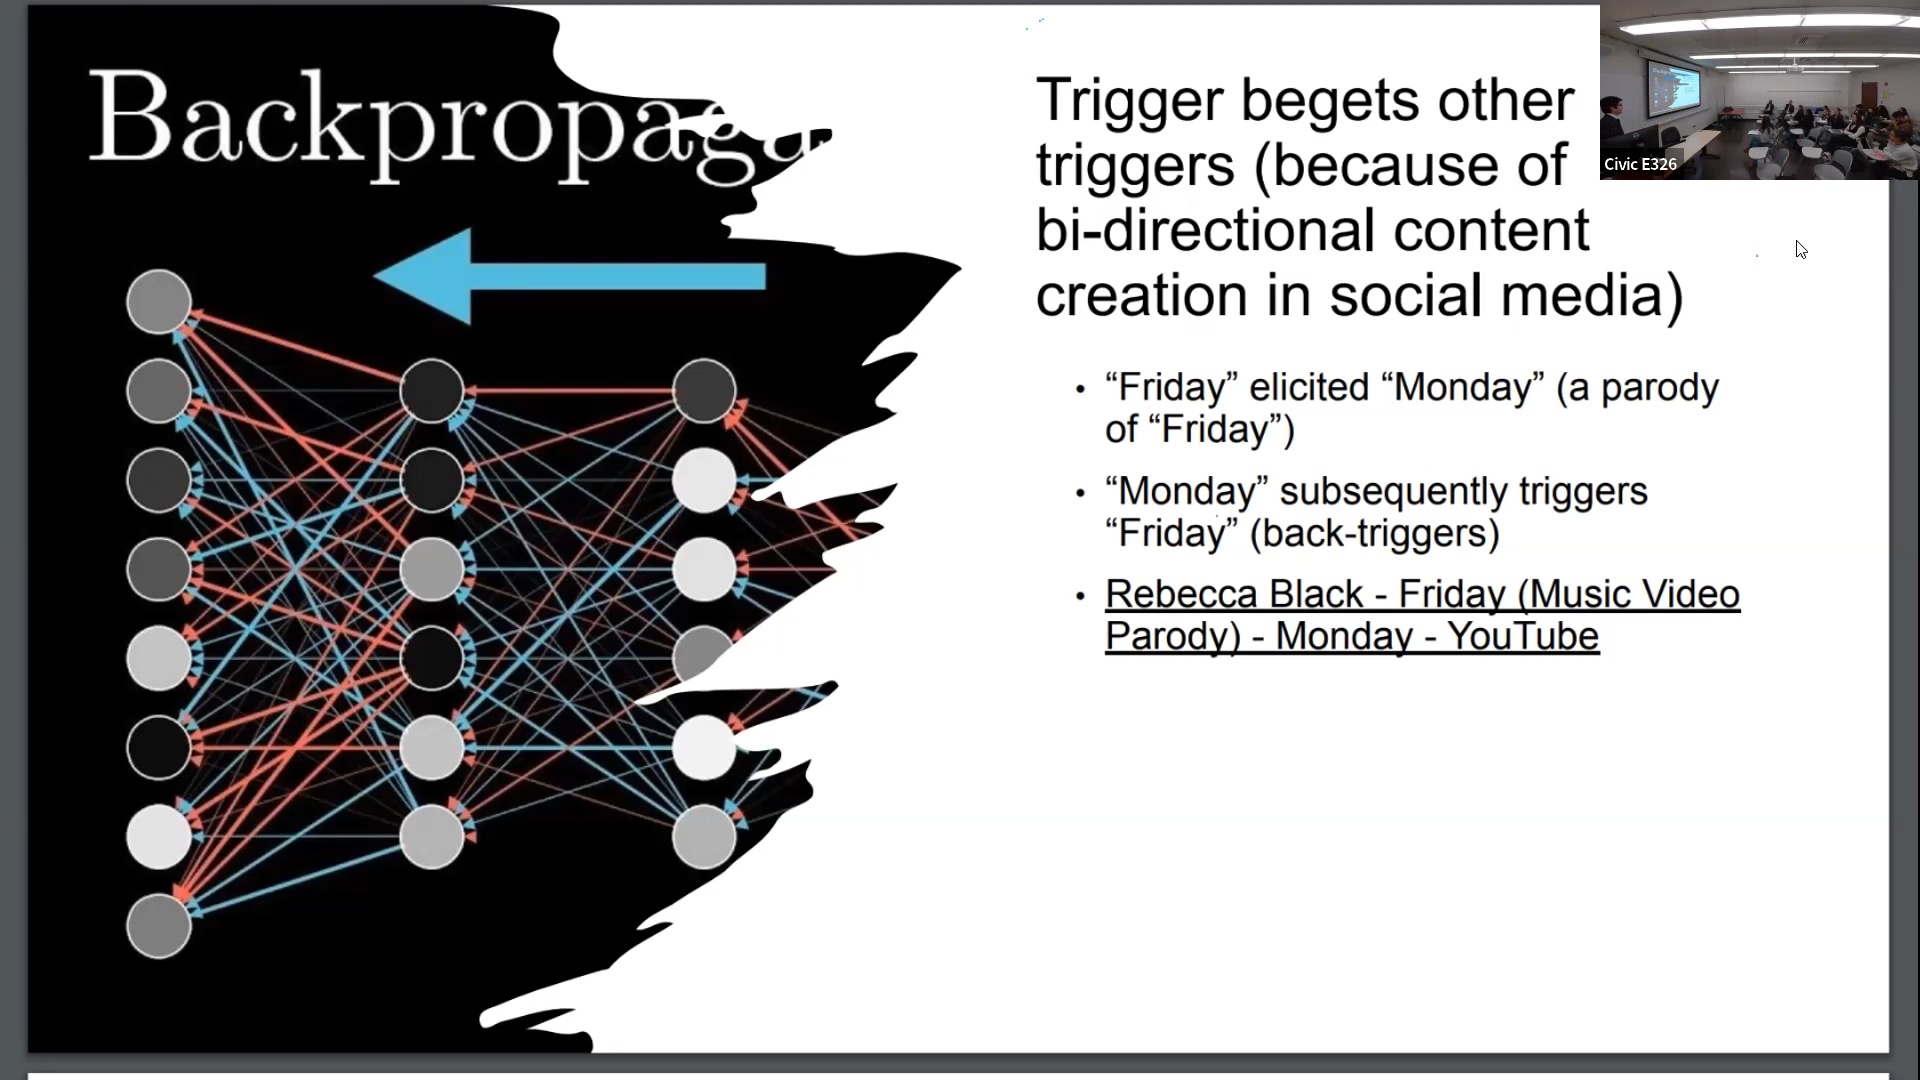 Backpropaga
Trigger begets other
triggers (because of
bi-directional content
creation in social media)
• “Friday” elicited “Monday” (a parody
of “Friday”)
• “Monday” subsequently triggers
“Friday” (back-triggers)
• Rebecca Black - Friday (Music Video
Parody) - Monday - YouTube
Civic E326